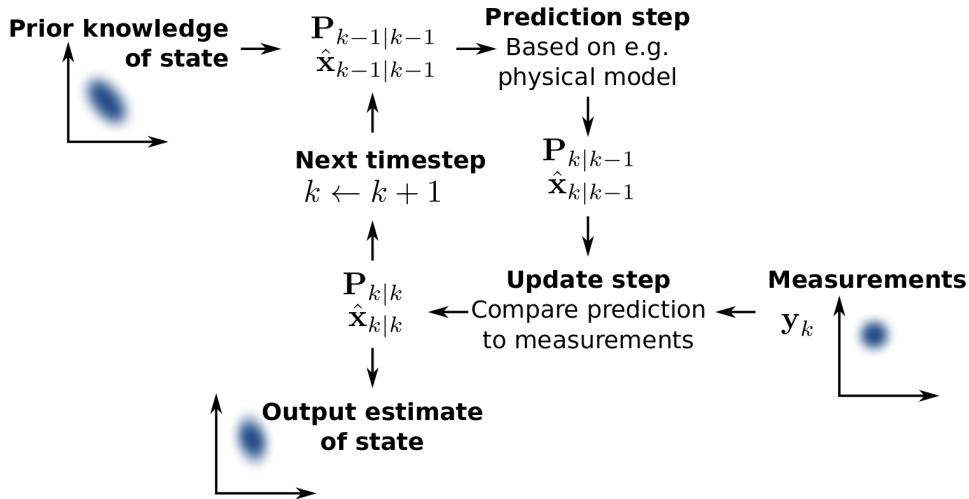 Prior knowledge
of state
P_{k−1|k−1}
x̂_{k−1|k−1}
Prediction step
Based on e.g.
physical model
P_{k|k−1}
x̂_{k|k−1}
Next timestep
k ← k + 1
P_{k|k}
x̂_{k|k}
Update step
Compare prediction
to measurements
Measurements
y_k
Output estimate
of state